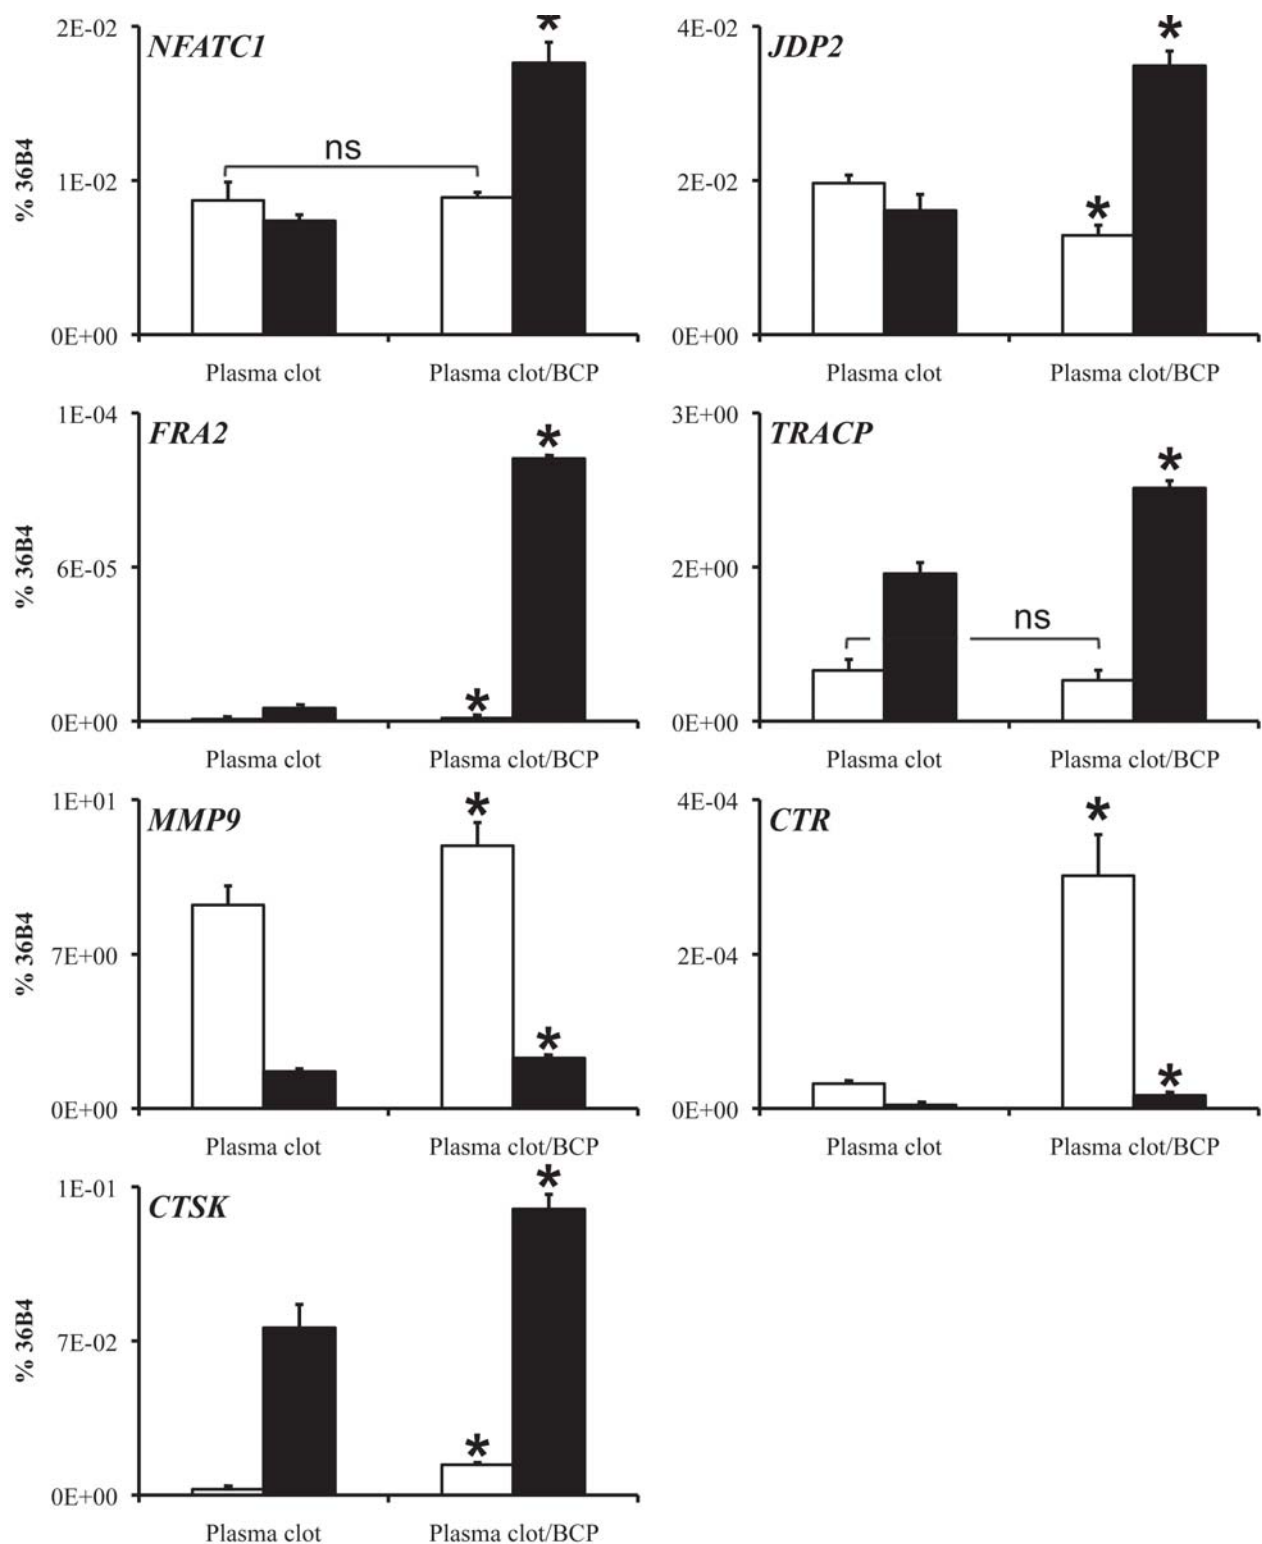 2E-02
NFATC1
*
ns
% 36B4
1E-02
0E+00
Plasma clot
Plasma clot/BCP
4E-02
JDP2
*
2E-02
*
0E+00
Plasma clot
Plasma clot/BCP
1E-04
FRA2
*
% 36B4
6E-05
*
0E+00
Plasma clot
Plasma clot/BCP
3E+00
TRACP
*
2E+00
ns
0E+00
Plasma clot
Plasma clot/BCP
1E+01
MMP9
*
% 36B4
7E+00
*
0E+00
Plasma clot
Plasma clot/BCP
4E-04
CTR
*
2E-04
*
0E+00
Plasma clot
Plasma clot/BCP
1E-01
CTSK
*
% 36B4
7E-02
*
0E+00
Plasma clot
Plasma clot/BCP